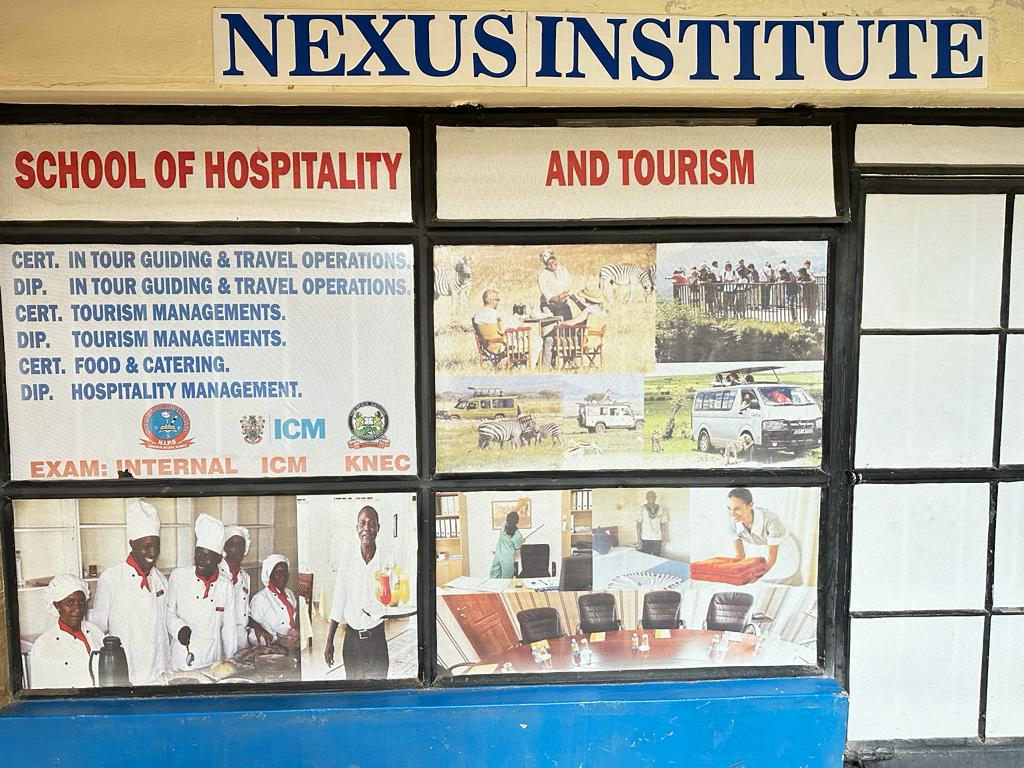 NEXUS INSTITUTE
SCHOOL OF HOSPITALITY AND TOURISM
CERT. IN TOUR GUIDING & TRAVEL OPERATIONS.
DIP. IN TOUR GUIDING & TRAVEL OPERATIONS.
CERT. TOURISM MANAGEMENTS.
DIP. TOURISM MANAGEMENTS.
CERT. FOOD & CATERING.
DIP. HOSPITALITY MANAGEMENT.
N.I.P.S
ICM
EXAM: INTERNAL ICM KNEC